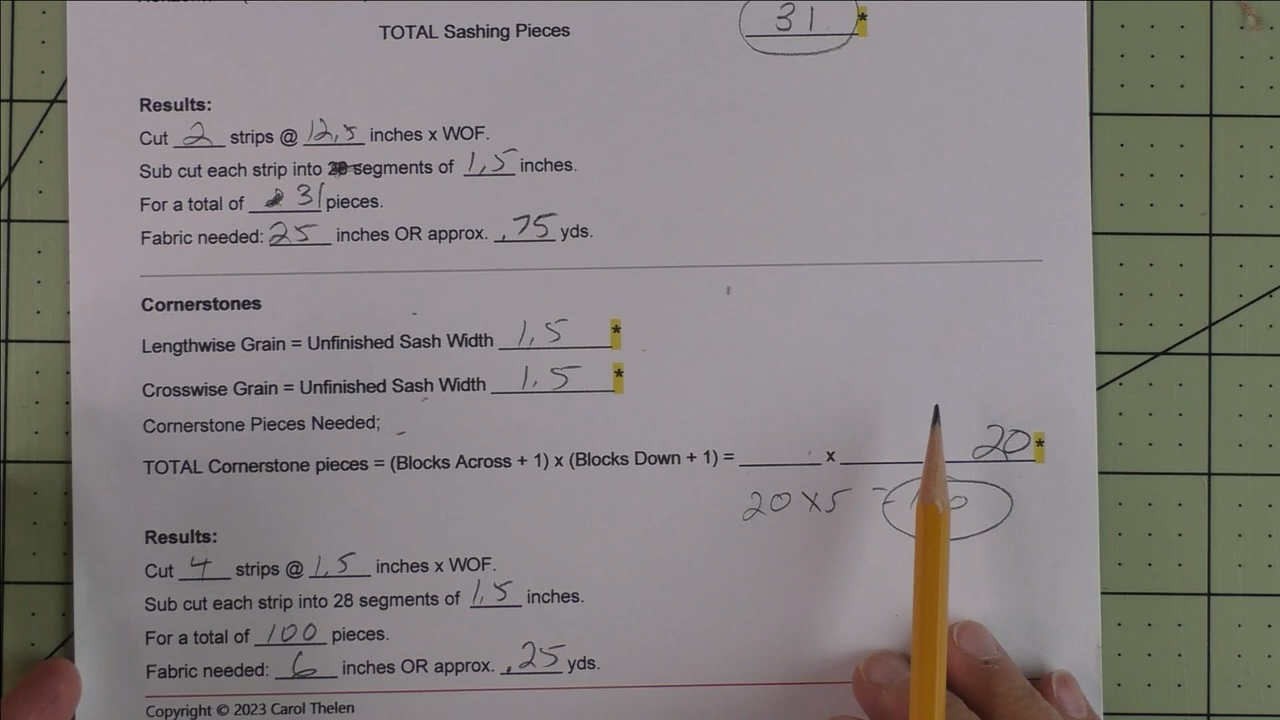 TOTAL Sashing Pieces 31 *
Results:
Cut 2 strips @ 12,5 inches x WOF.
Sub cut each strip into segments of 1,5 inches.
For a total of 31 pieces.
Fabric needed: 25 inches OR approx. .75 yds.
Cornerstones
Lengthwise Grain = Unfinished Sash Width 1,5 *
Crosswise Grain = Unfinished Sash Width 1.5 *
Cornerstone Pieces Needed;
TOTAL Cornerstone pieces = (Blocks Across + 1) x (Blocks Down + 1) = ______ x ______ 20 *
20 x 5 =
Results:
Cut 4 strips @ 1,5 inches x WOF.
Sub cut each strip into 28 segments of 1,5 inches.
For a total of 100 pieces.
Fabric needed: 6 inches OR approx. .25 yds.
Copyright © 2023 Carol Thelen